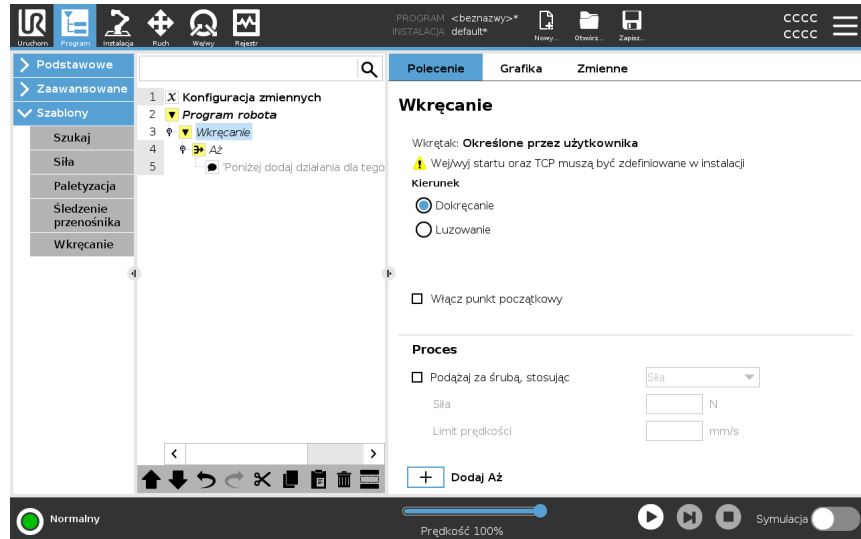 PROGRAM <beznazwy>*
INSTALACJA default*
Uruchom Program Instalacja Ruch We/wy Rejestr
Nowy... Otwórz... Zapisz...
CCCC
CCCC
Podstawowe
Zaawansowane
Szablony
Szukaj
Siła
Paletyzacja
Śledzenie
przenośnika
Wkręcanie
1 X Konfiguracja zmiennych
2 Program robota
3 Wkręcanie
4 Aż
5 'Poniżej dodaj działania dla tego
Polecenie Grafika Zmienne
Wkręcanie
Wkrętak: Określone przez użytkownika
Wej/wyj startu oraz TCP muszą być zdefiniowane w instalacji
Kierunek
Dokręcanie
Luzowanie
Włącz punkt początkowy
Proces
Podążaj za śrubą, stosując Siła
Siła N
Limit prędkości mm/s
Dodaj Aż
Normalny
Prędkość 100%
Symulacja